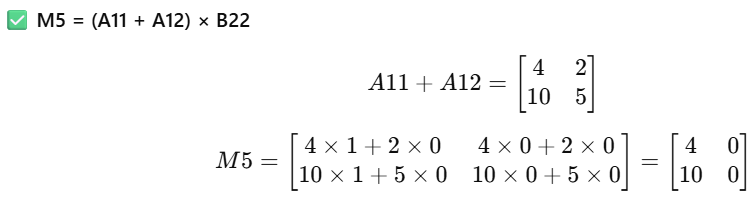 ✅ M5 = (A11 + A12) × B22
A11 + A12 = [4 2
10 5]
M5 = [4 × 1 + 2 × 0 4 × 0 + 2 × 0
10 × 1 + 5 × 0 10 × 0 + 5 × 0] = [4 0
10 0]